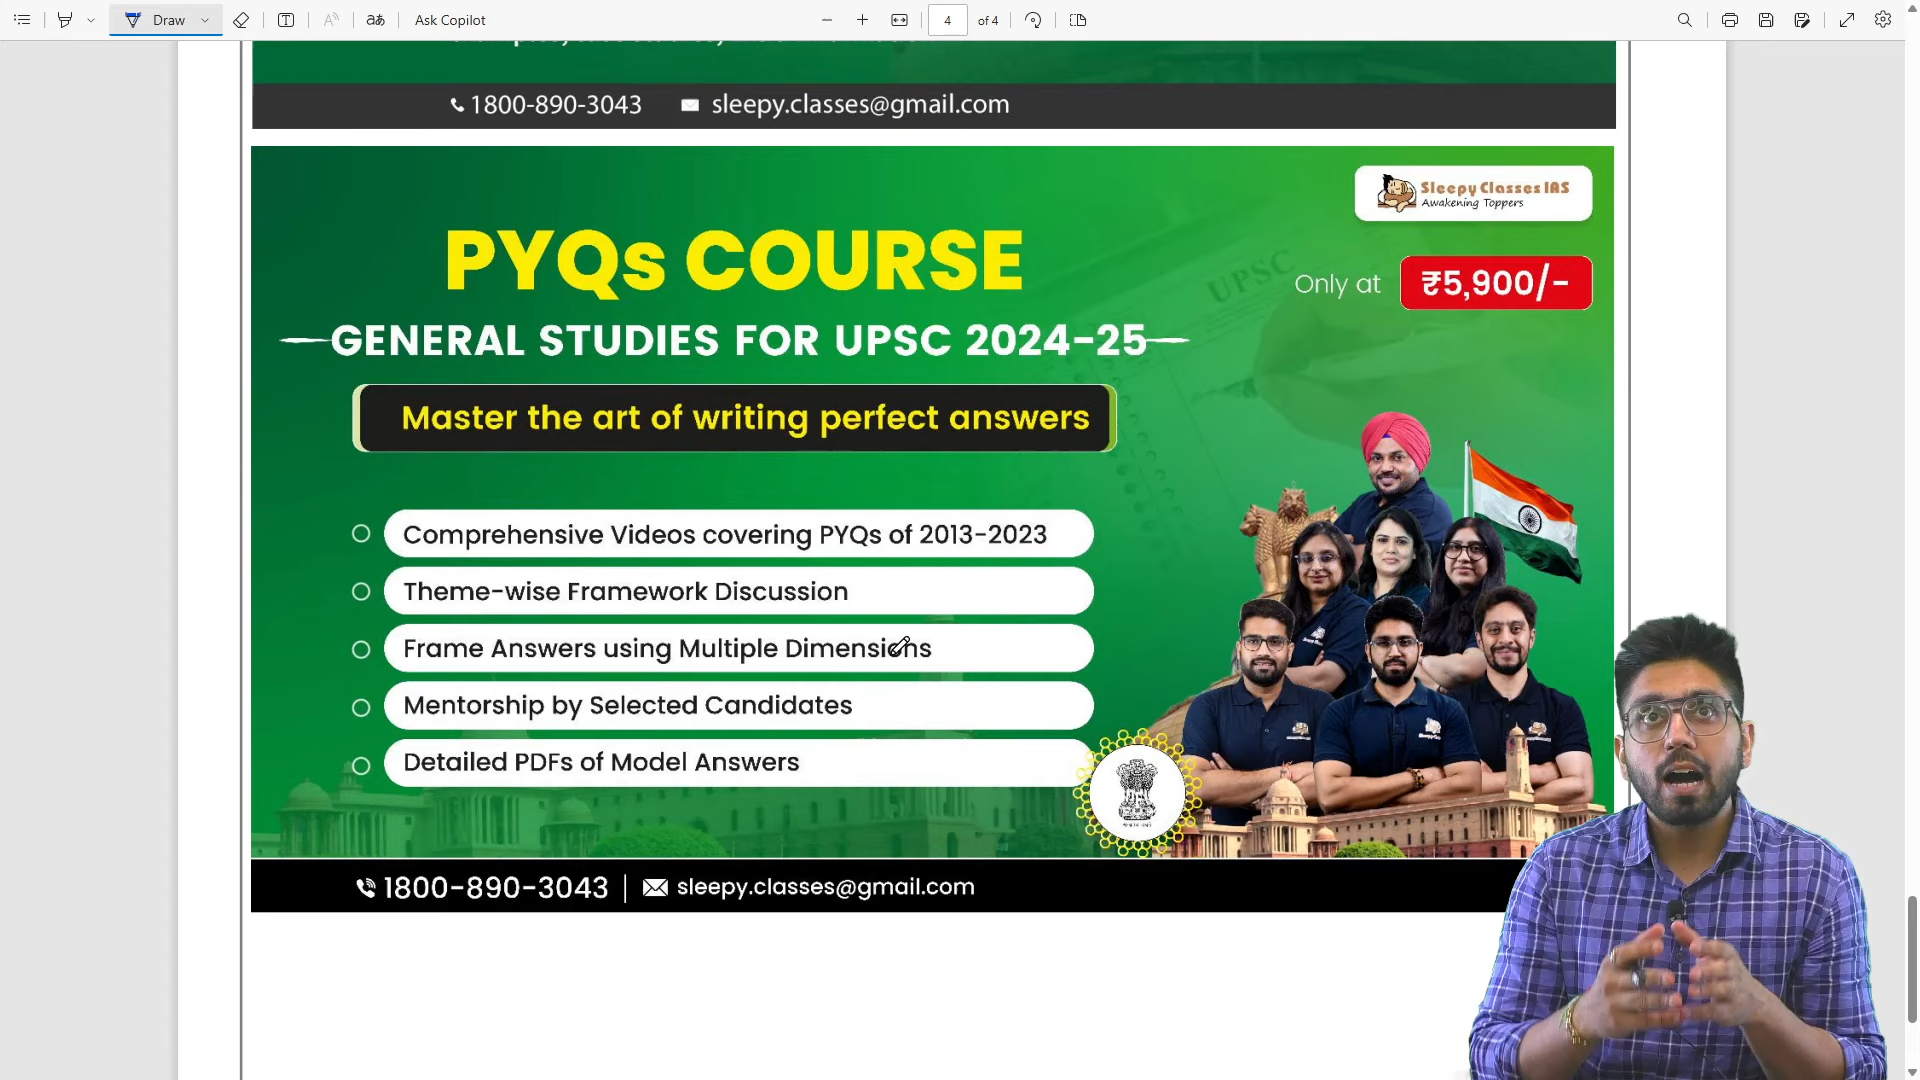 Draw
Ask Copilot
4 of 4
1800-890-3043 sleepy.classes@gmail.com
Sleepy Classes IAS
Awakening Toppers
PYQs COURSE
Only at ₹5,900/-
UPSC
GENERAL STUDIES FOR UPSC 2024-25
Master the art of writing perfect answers
Comprehensive Videos covering PYQs of 2013-2023
Theme-wise Framework Discussion
Frame Answers using Multiple Dimensions
Mentorship by Selected Candidates
Detailed PDFs of Model Answers
1800-890-3043 | sleepy.classes@gmail.com